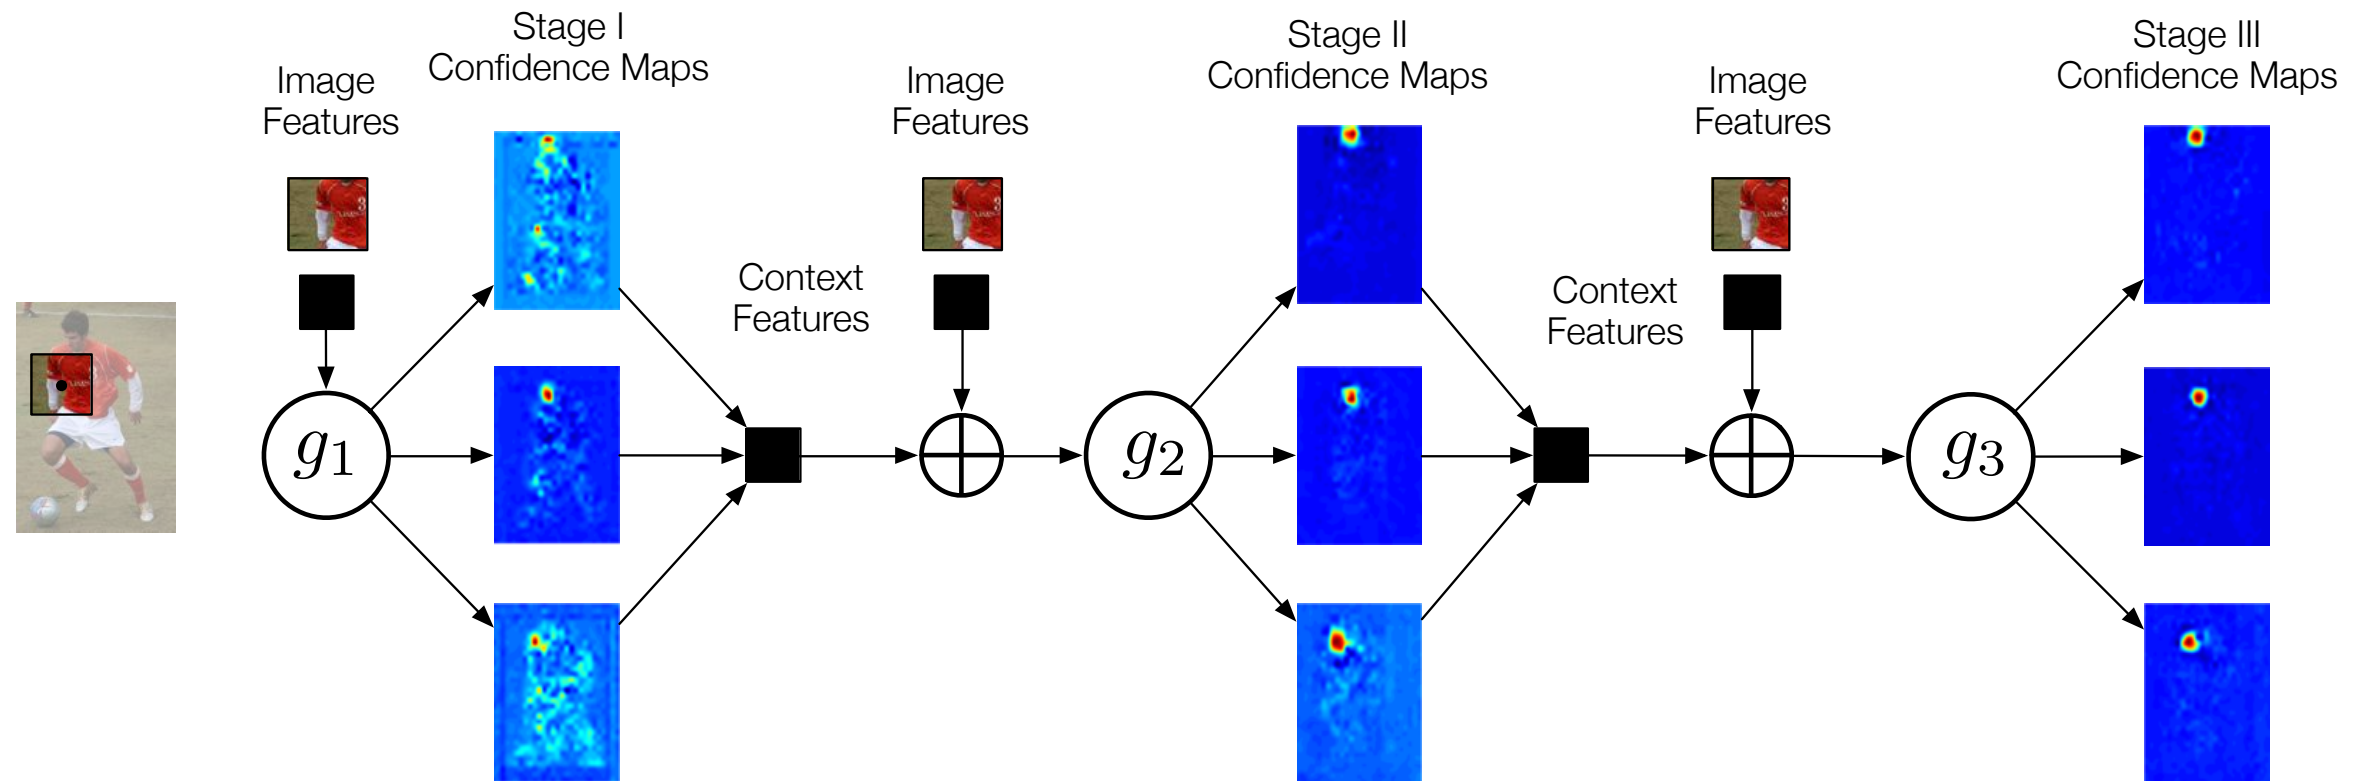 Stage I
Confidence Maps
Image
Features
Context
Features
Image
Features
Stage II
Confidence Maps
Context
Features
Image
Features
Stage III
Confidence Maps
g1
g2
g3